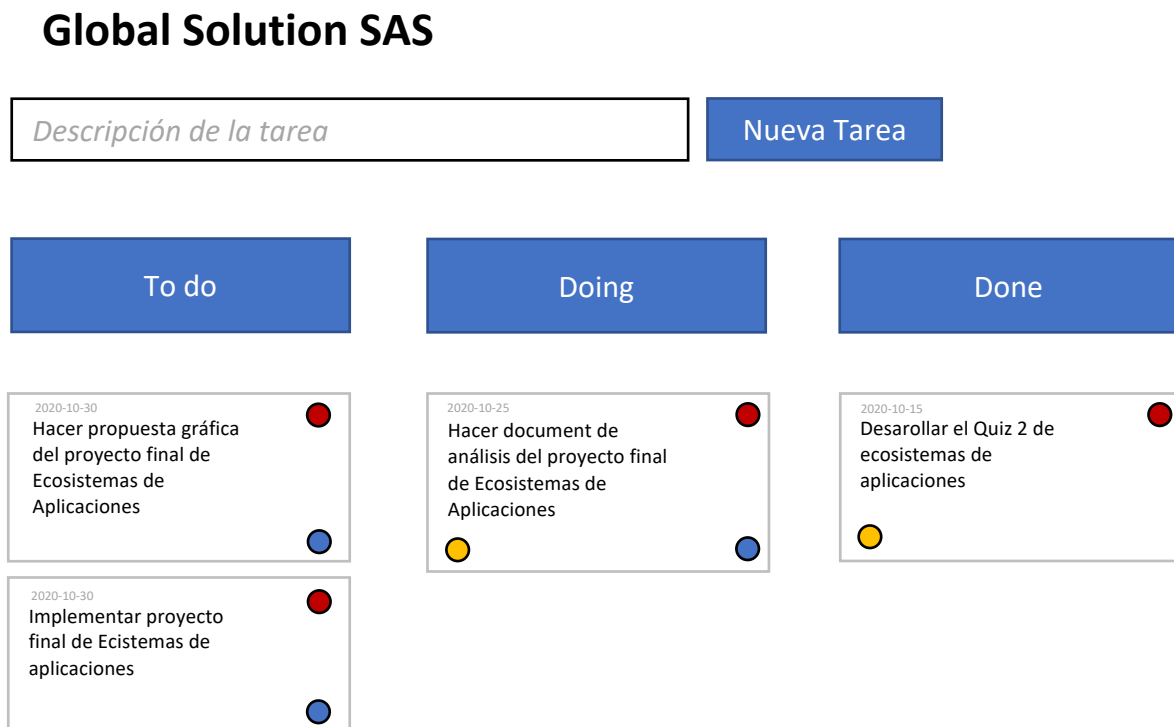 Global Solution SAS
Descripción de la tarea
Nueva Tarea
To do
Doing
Done
2020-10-30
Hacer propuesta gráfica
del proyecto final de
Ecosistemas de
Aplicaciones
2020-10-30
Implementar proyecto
final de Ecistemas de
aplicaciones
2020-10-25
Hacer document de
análisis del proyecto final
de Ecosistemas de
Aplicaciones
2020-10-15
Desarollar el Quiz 2 de
ecosistemas de
aplicaciones